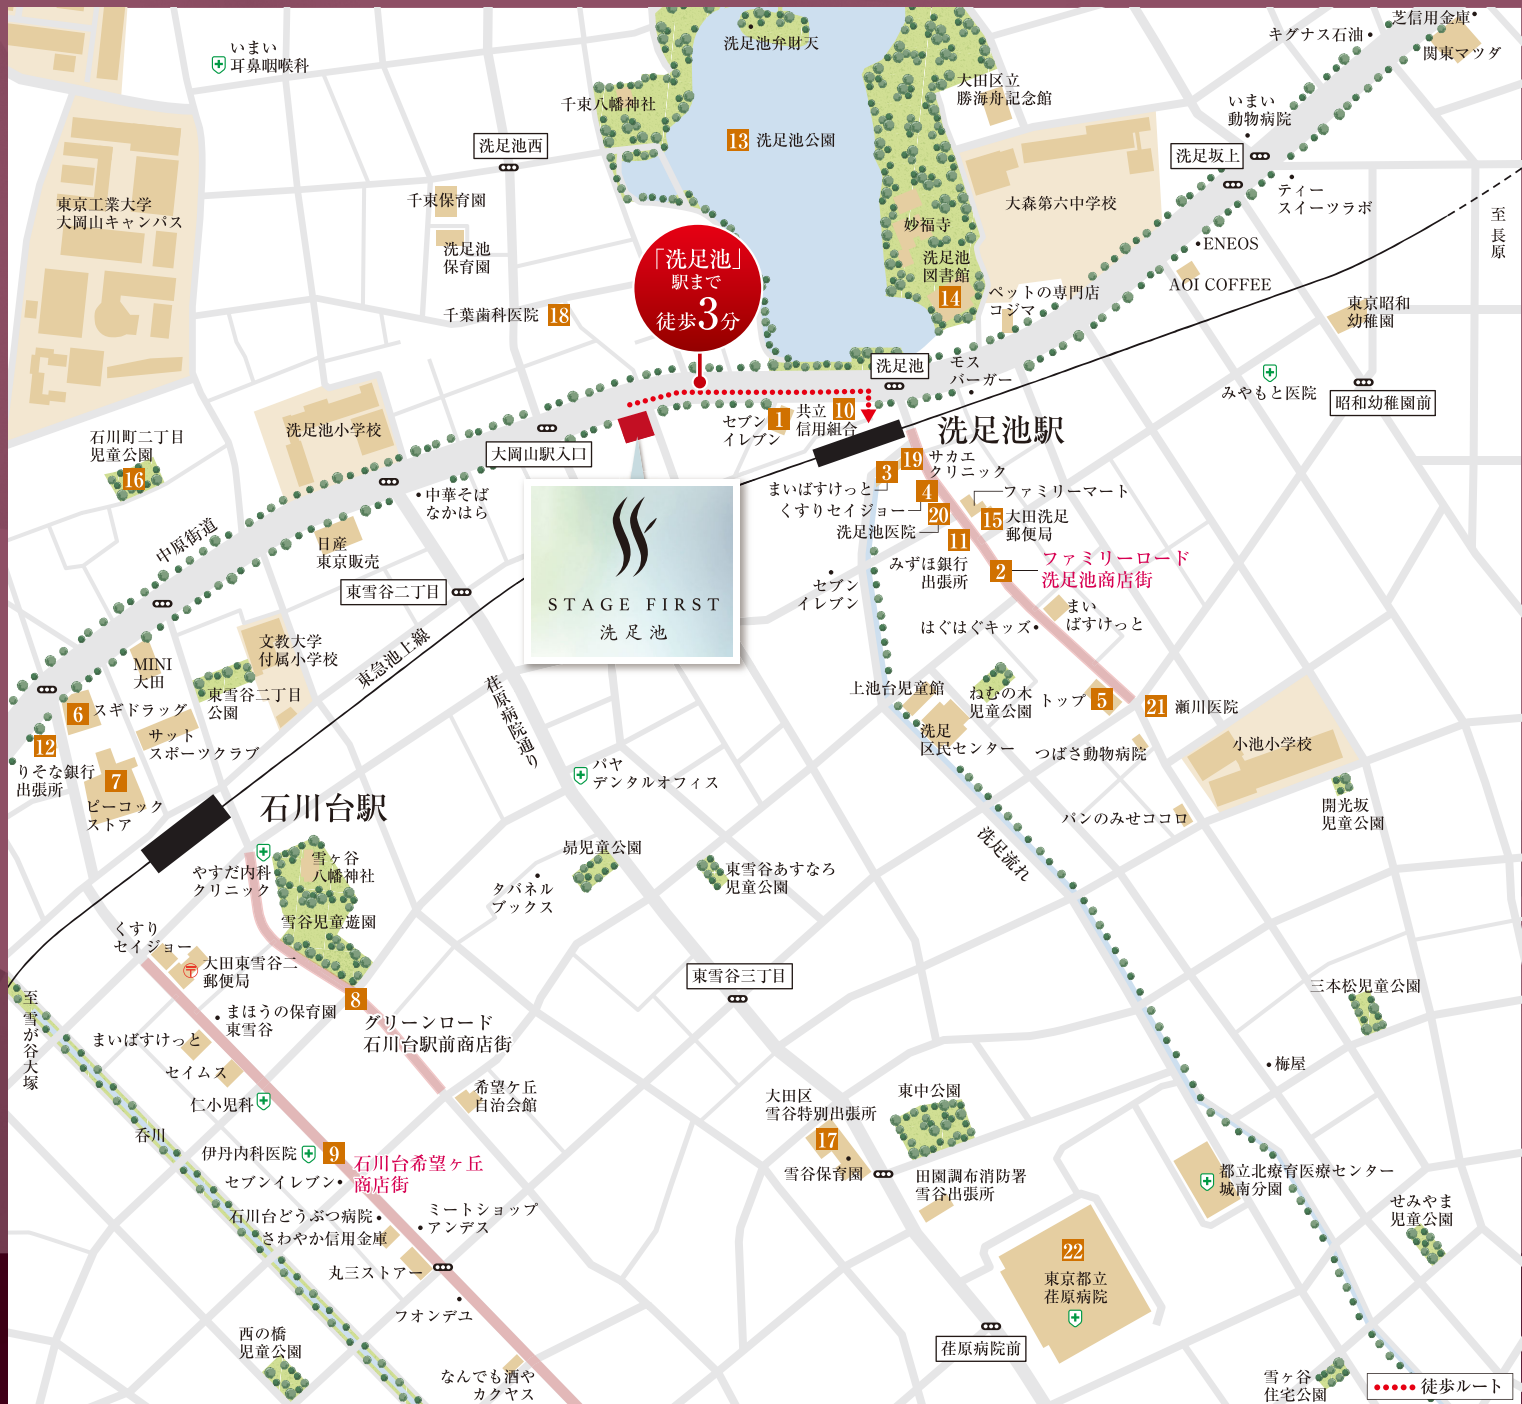 芝信用金庫
キグナス石油
関東マツダ
いまい
耳鼻咽喉科
洗足池弁財天
大田区立
勝海舟記念館
千束八幡神社
いまい
動物病院
洗足池西
13 洗足池公園
洗足坂上
東京工業大学
大岡山キャンパス
千束保育園
大森第六中学校
ティー
スイーツラボ
至長原
妙福寺
洗足池
保育園
ENEOS
「洗足池」
駅まで
徒歩3分
洗足池
図書館
14
AOI COFFEE
ペットの専門店
コジマ
東京昭和
幼稚園
千葉歯科医院 18
洗足池
モス
バーガー
みやもと医院
昭和幼稚園前
洗足池小学校
セブン
イレブン
1
共立
信用組合
10
洗足池駅
石川町二丁目
児童公園
16
大岡山駅入口
19
サカエ
クリニック
3
まいばすけっと
4
くすりセイジョー
20
洗足池医院
ファミリーマート
15
大田洗足
郵便局
中華そば
なかはら
中原街道
日産
東京販売
11
みずほ銀行
出張所
2
ファミリーロード
洗足池商店街
STAGE FIRST
洗足池
東雪谷二丁目
セブン
イレブン
まい
ばすけっと
はぐはぐキッズ
文教大学
付属小学校
東急池上線
MINI
大田
東雪谷二丁目
公園
荏原病院通り
上池台児童館
ねむの木
児童公園
トップ 5
21 瀬川医院
6 スギドラッグ
サット
スポーツクラブ
洗足
区民センター
つばさ動物病院
小池小学校
12
りそな銀行
出張所
7
ピーコック
ストア
石川台駅
パヤ
デンタルオフィス
パンのみせココロ
開光坂
児童公園
洗足流れ
昴児童公園
やすだ内科
クリニック
雪ヶ谷
八幡神社
タバネル
ブックス
東雪谷あすなろ
児童公園
雪谷児童遊園
くすり
セイジョー
大田東雪谷二
郵便局
東雪谷三丁目
三本松児童公園
至雪が谷大塚
8
グリーンロード
石川台駅前商店街
まほうの保育園
東雪谷
まいばすけっと
セイムス
梅屋
仁小児科
希望ケ丘
自治会館
大田区
雪谷特別出張所
17
東中公園
呑川
伊丹内科医院
9
石川台希望ヶ丘
商店街
セブンイレブン
雪谷保育園
田園調布消防署
雪谷出張所
都立北療育医療センター
城南分園
せみやま
児童公園
石川台どうぶつ病院
さわやか信用金庫
ミートショップ
アンデス
丸三ストアー
22
東京都立
荏原病院
フオンデユ
西の橋
児童公園
荏原病院前
なんでも酒や
カクヤス
雪ヶ谷
住宅公園
徒歩ルート